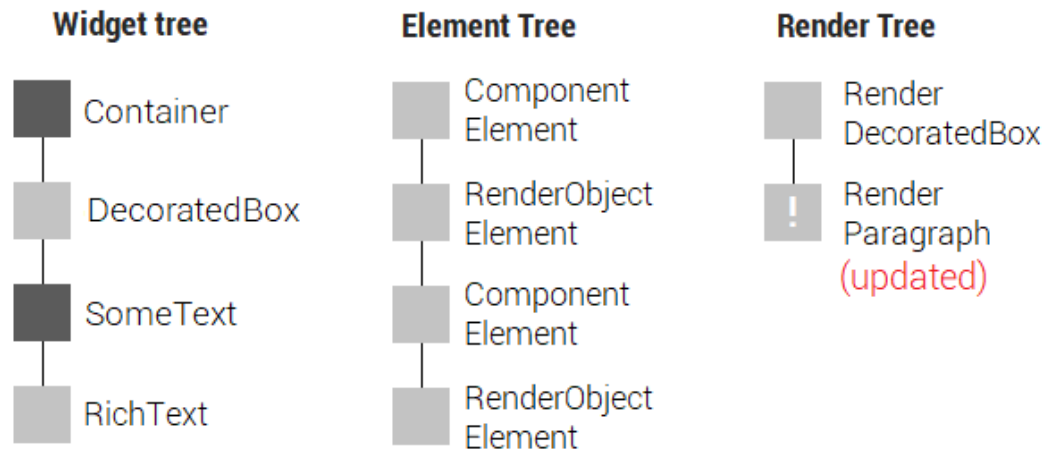 Widget tree
Container
DecoratedBox
SomeText
RichText
Element Tree
Component
Element
RenderObject
Element
Component
Element
RenderObject
Element
Render Tree
Render
DecoratedBox
!
Render
Paragraph
(updated)